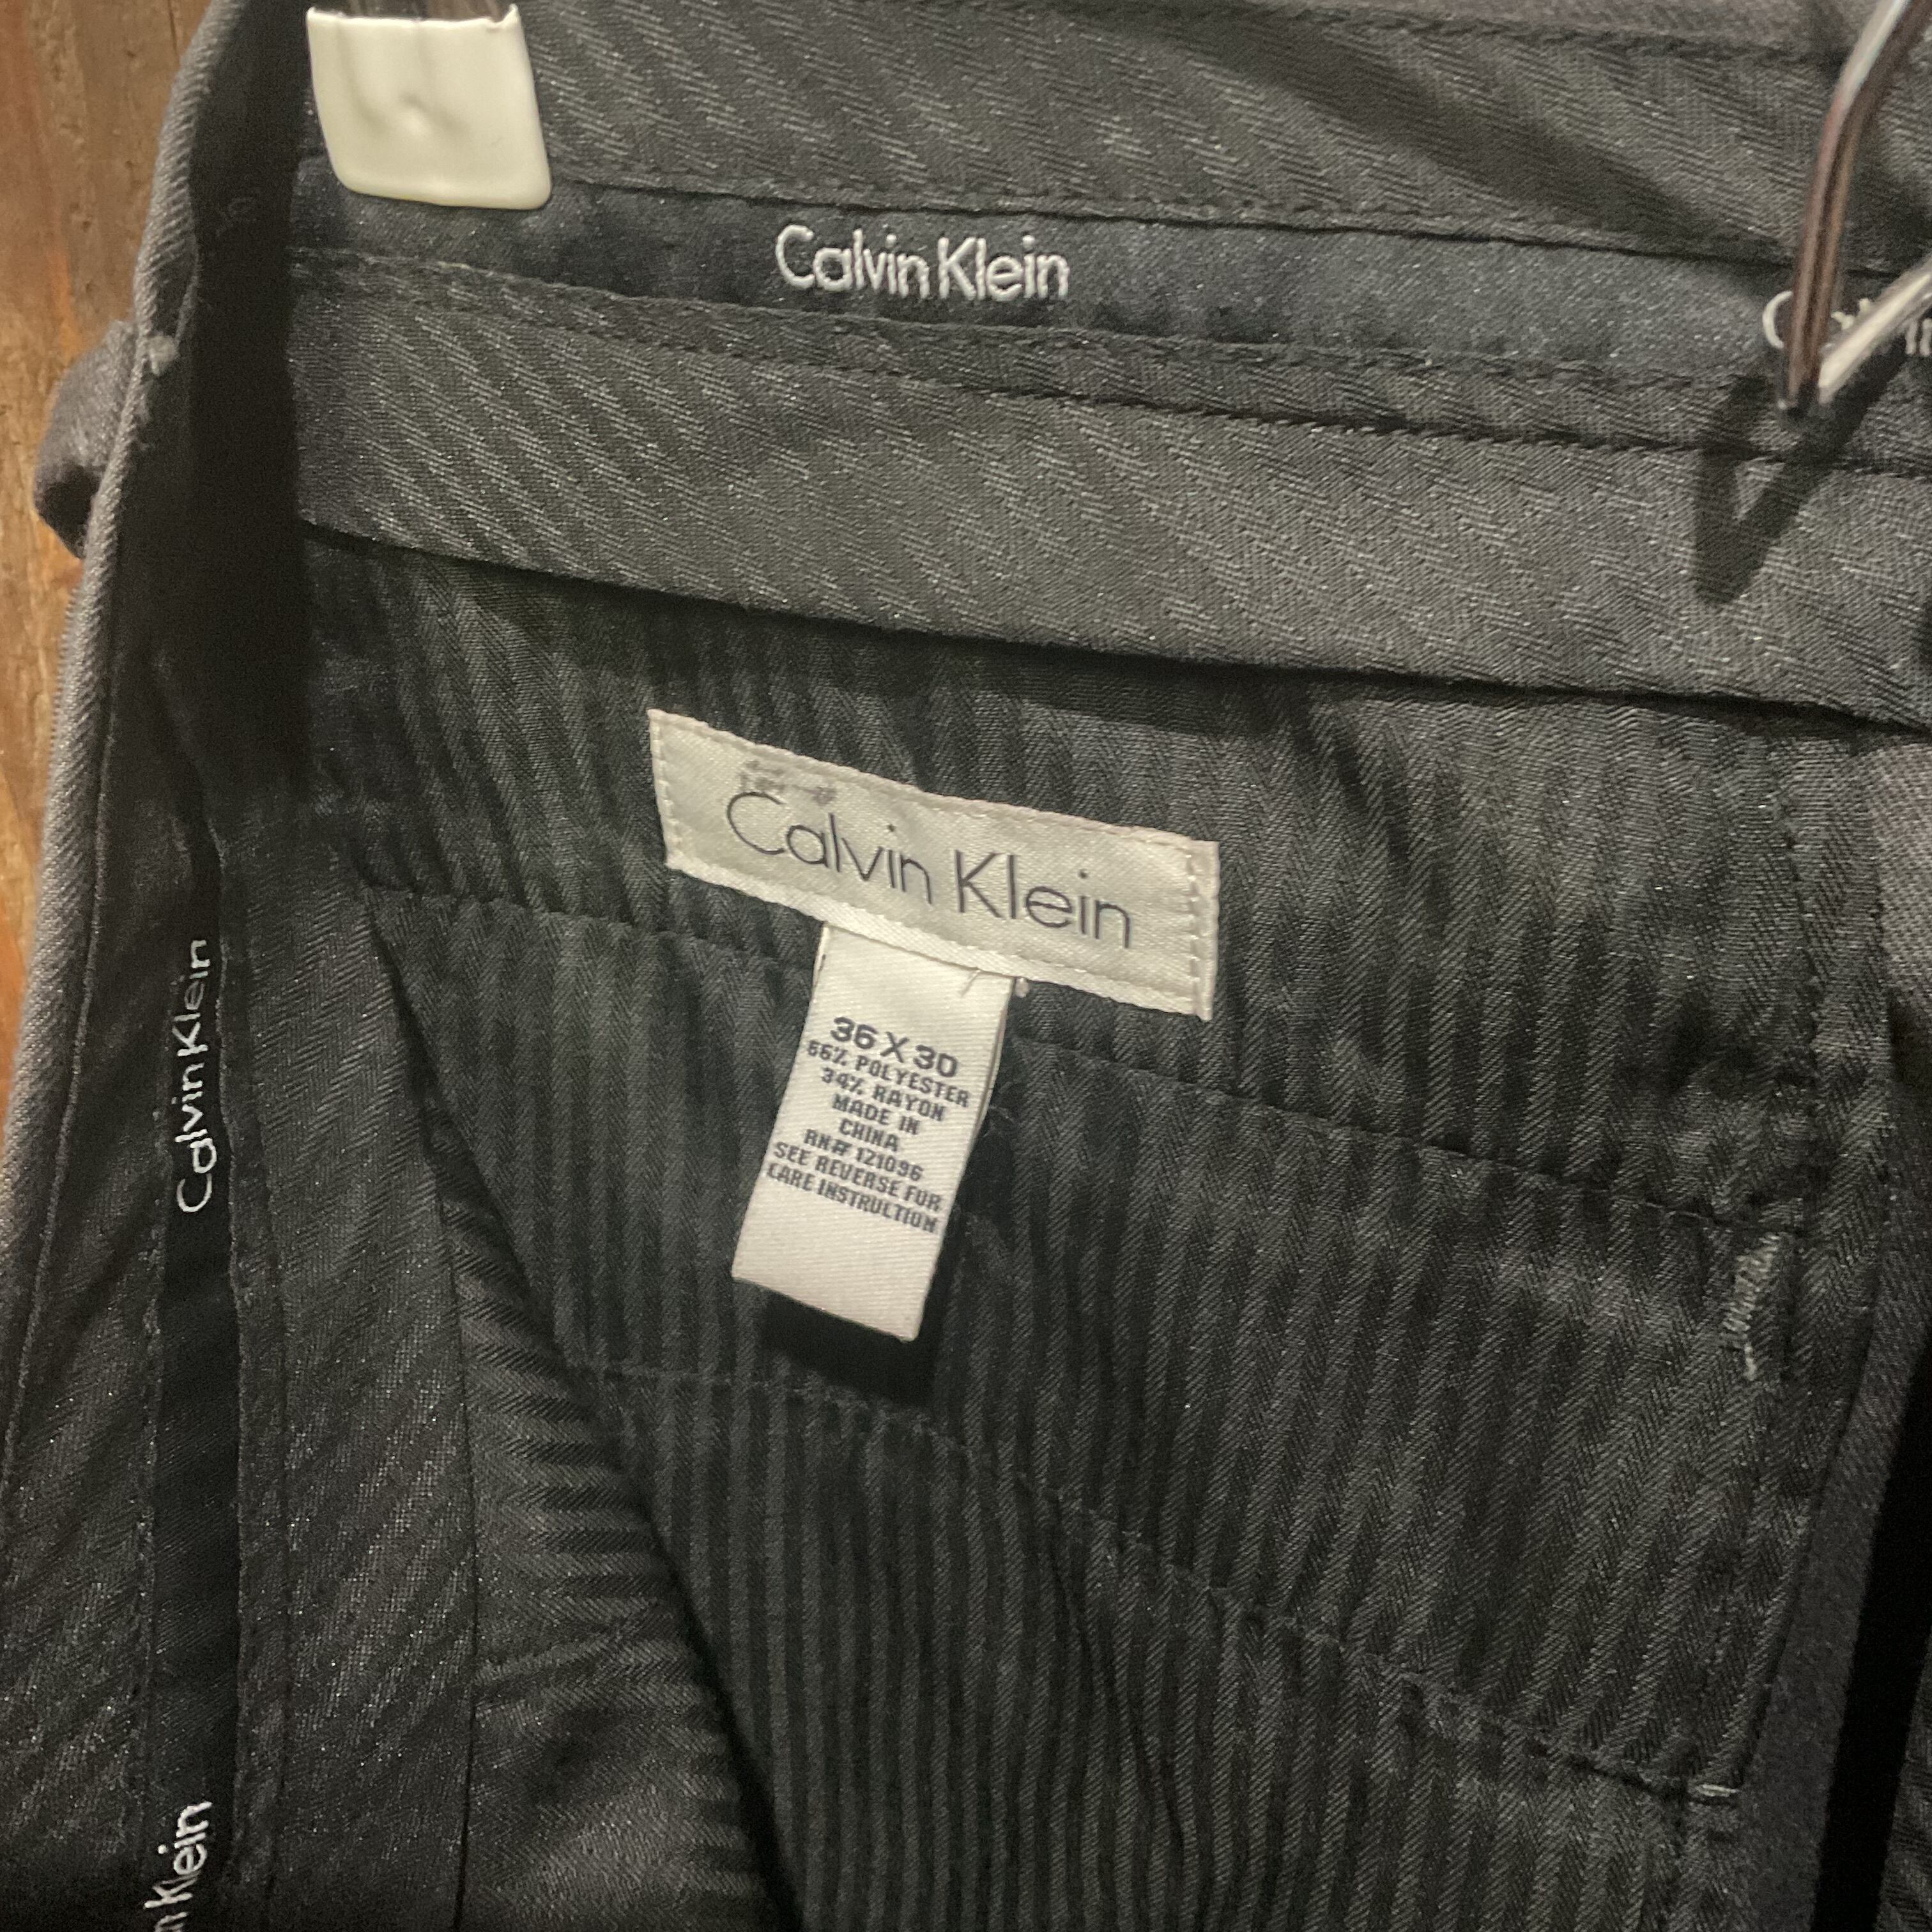 Calvin Klein
Calvin Klein
36 X 30
66% POLYESTER
34% RAYON
MADE IN
CHINA
RN# 121096
SEE REVERSE FOR
CARE INSTRUCTION
Calvin Klein
Klein